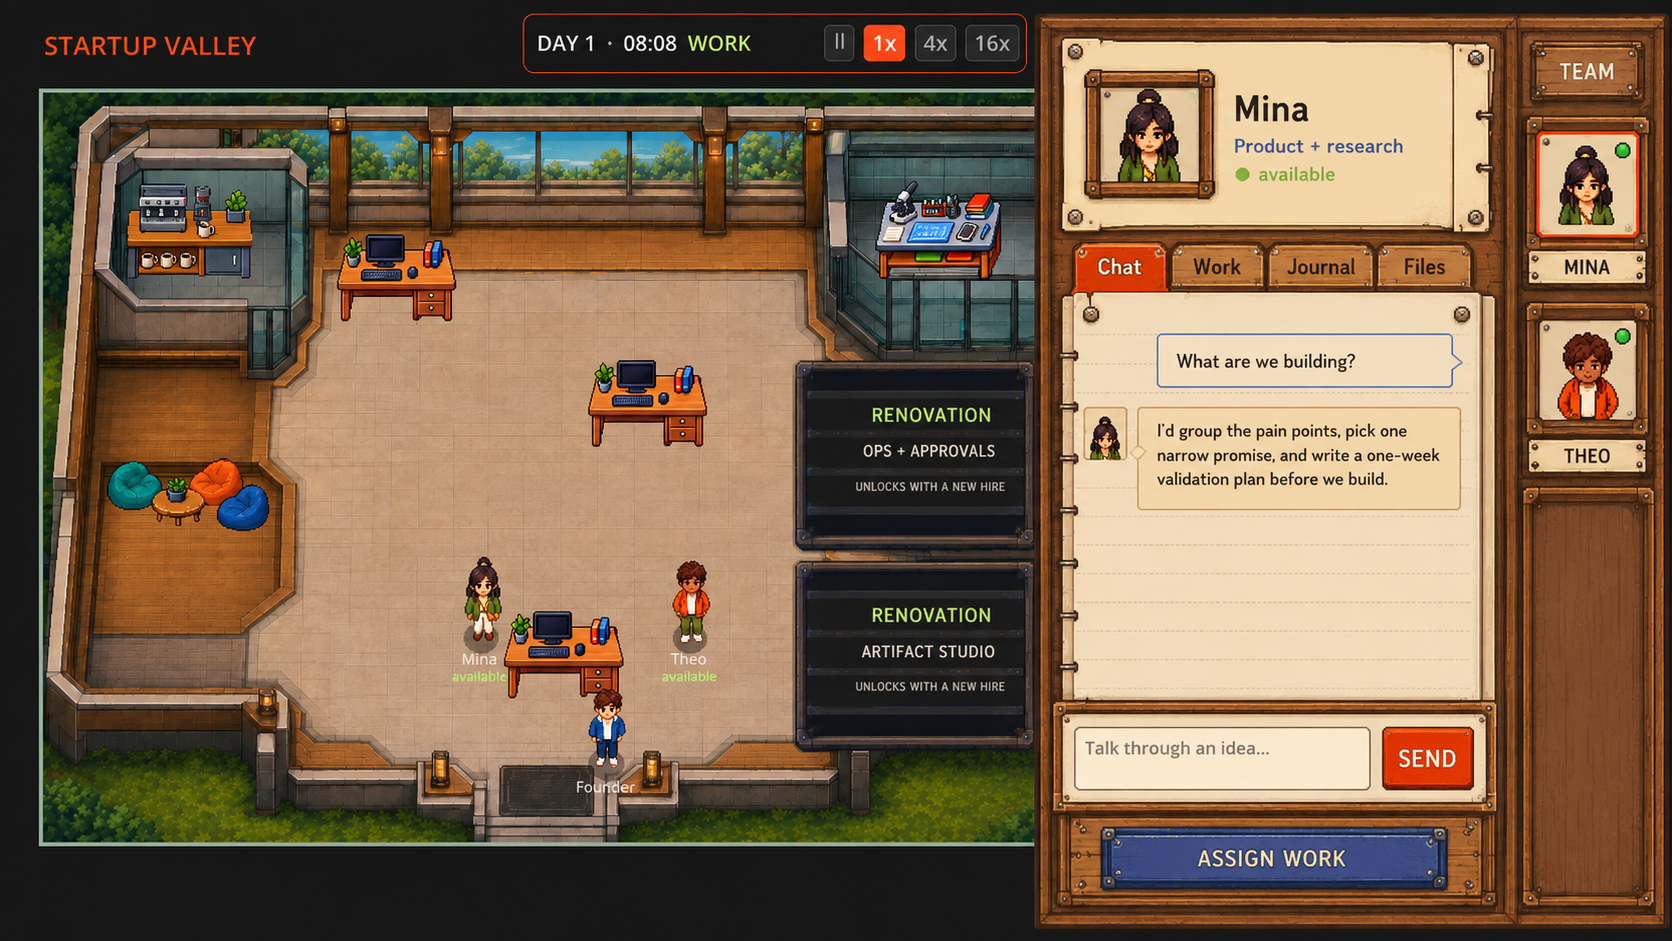 STARTUP VALLEY
DAY 1 · 08:08 WORK
II
1x
4x
16x
RENOVATION
OPS + APPROVALS
UNLOCKS WITH A NEW HIRE
RENOVATION
ARTIFACT STUDIO
UNLOCKS WITH A NEW HIRE
Mina
available
Theo
available
Founder
Mina
Product + research
available
Chat
Work
Journal
Files
What are we building?
I'd group the pain points, pick one
narrow promise, and write a one-week
validation plan before we build.
Talk through an idea...
SEND
ASSIGN WORK
TEAM
MINA
THEO